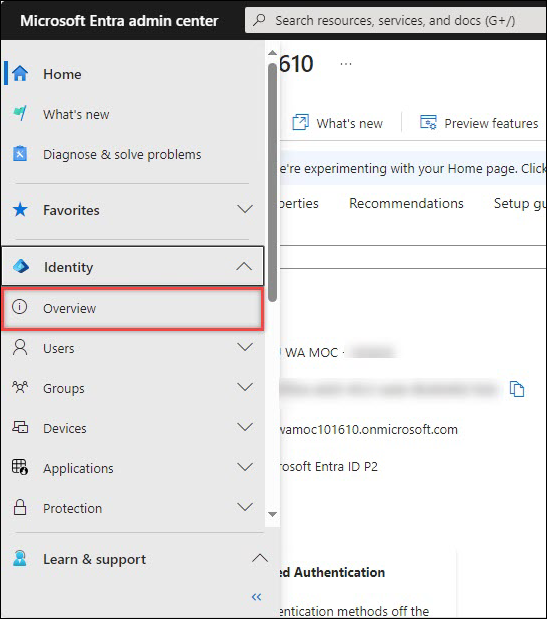 Microsoft Entra admin center
Search resources, services, and docs (G+/)
Home
What's new
Diagnose & solve problems
Favorites
Identity
Overview
Users
Groups
Devices
Applications
Protection
Learn & support
610
...
What's new
Preview features
're experimenting with your Home page. Click
perties
Recommendations
Setup gu
WA MOC ·
wamoc101610.onmicrosoft.com
rosoft Entra ID P2
ed Authentication
entication methods off the